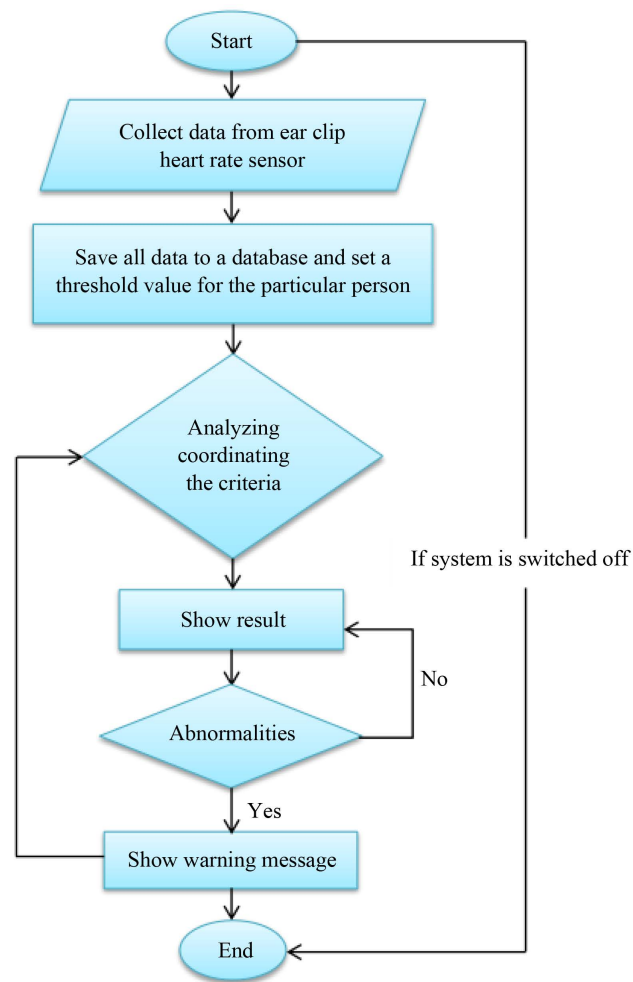 Start
Collect data from ear clip
heart rate sensor
Save all data to a database and set a
threshold value for the particular person
Analyzing
coordinating
the criteria
If system is switched off
Show result
No
Abnormalities
Yes
Show warning message
End